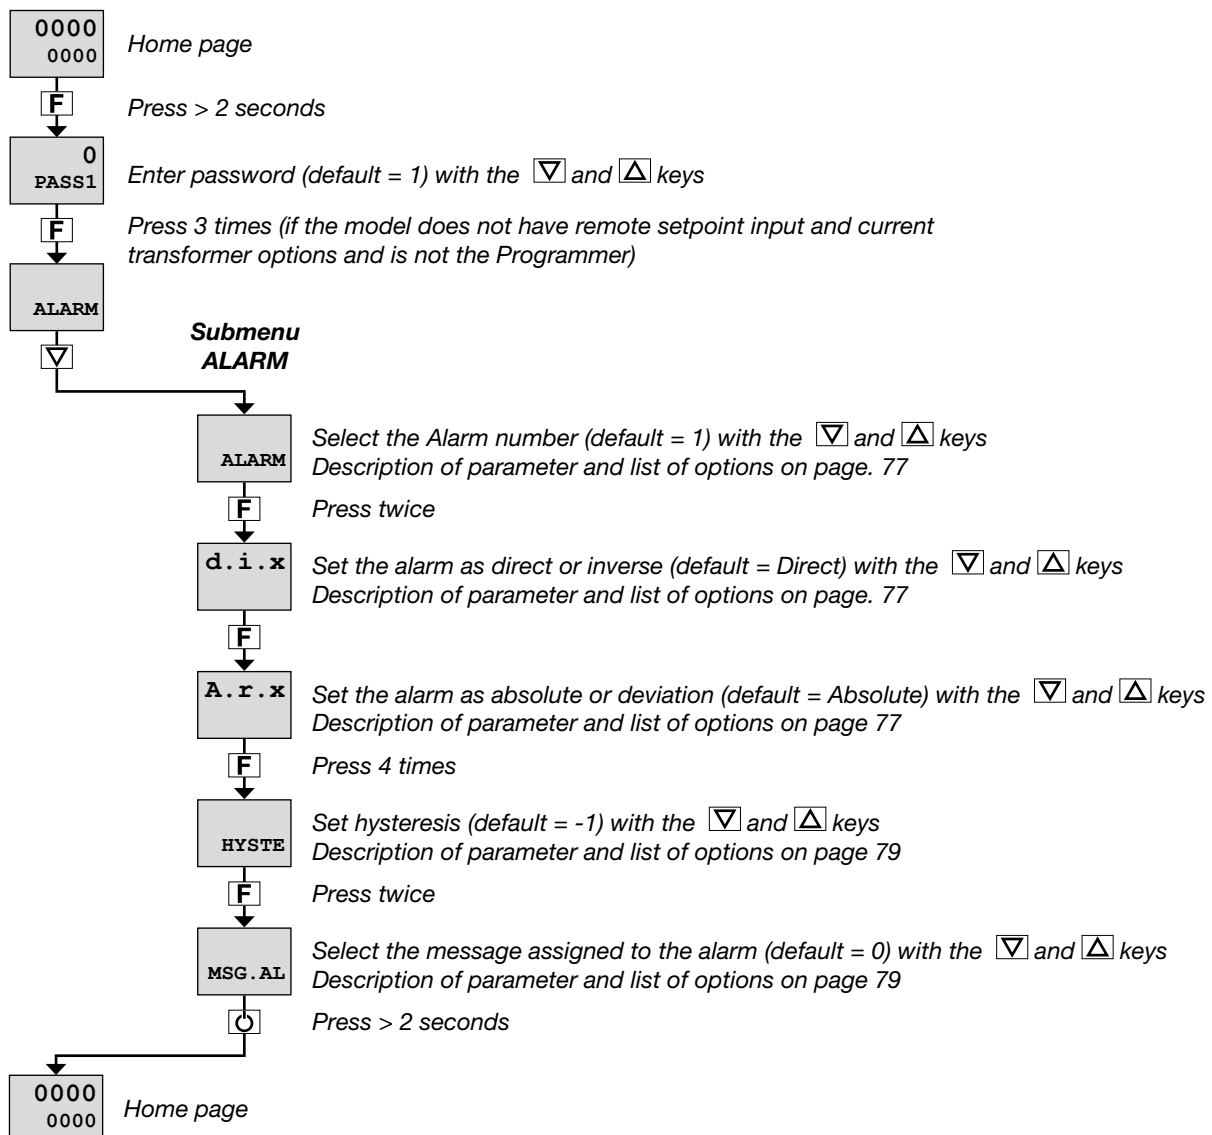 0000
0000
Home page
F
Press > 2 seconds
0
PASS1
Enter password (default = 1) with the ▽ and △ keys
F
Press 3 times (if the model does not have remote setpoint input and current
transformer options and is not the Programmer)
ALARM
Submenu
ALARM
▽
ALARM
Select the Alarm number (default = 1) with the ▽ and △ keys
Description of parameter and list of options on page. 77
F
Press twice
d.i.x
Set the alarm as direct or inverse (default = Direct) with the ▽ and △ keys
Description of parameter and list of options on page. 77
F
A.r.x
Set the alarm as absolute or deviation (default = Absolute) with the ▽ and △ keys
Description of parameter and list of options on page 77
F
Press 4 times
HYSTE
Set hysteresis (default = -1) with the ▽ and △ keys
Description of parameter and list of options on page 79
F
Press twice
MSG.AL
Select the message assigned to the alarm (default = 0) with the ▽ and △ keys
Description of parameter and list of options on page 79
Press > 2 seconds
0000
0000
Home page